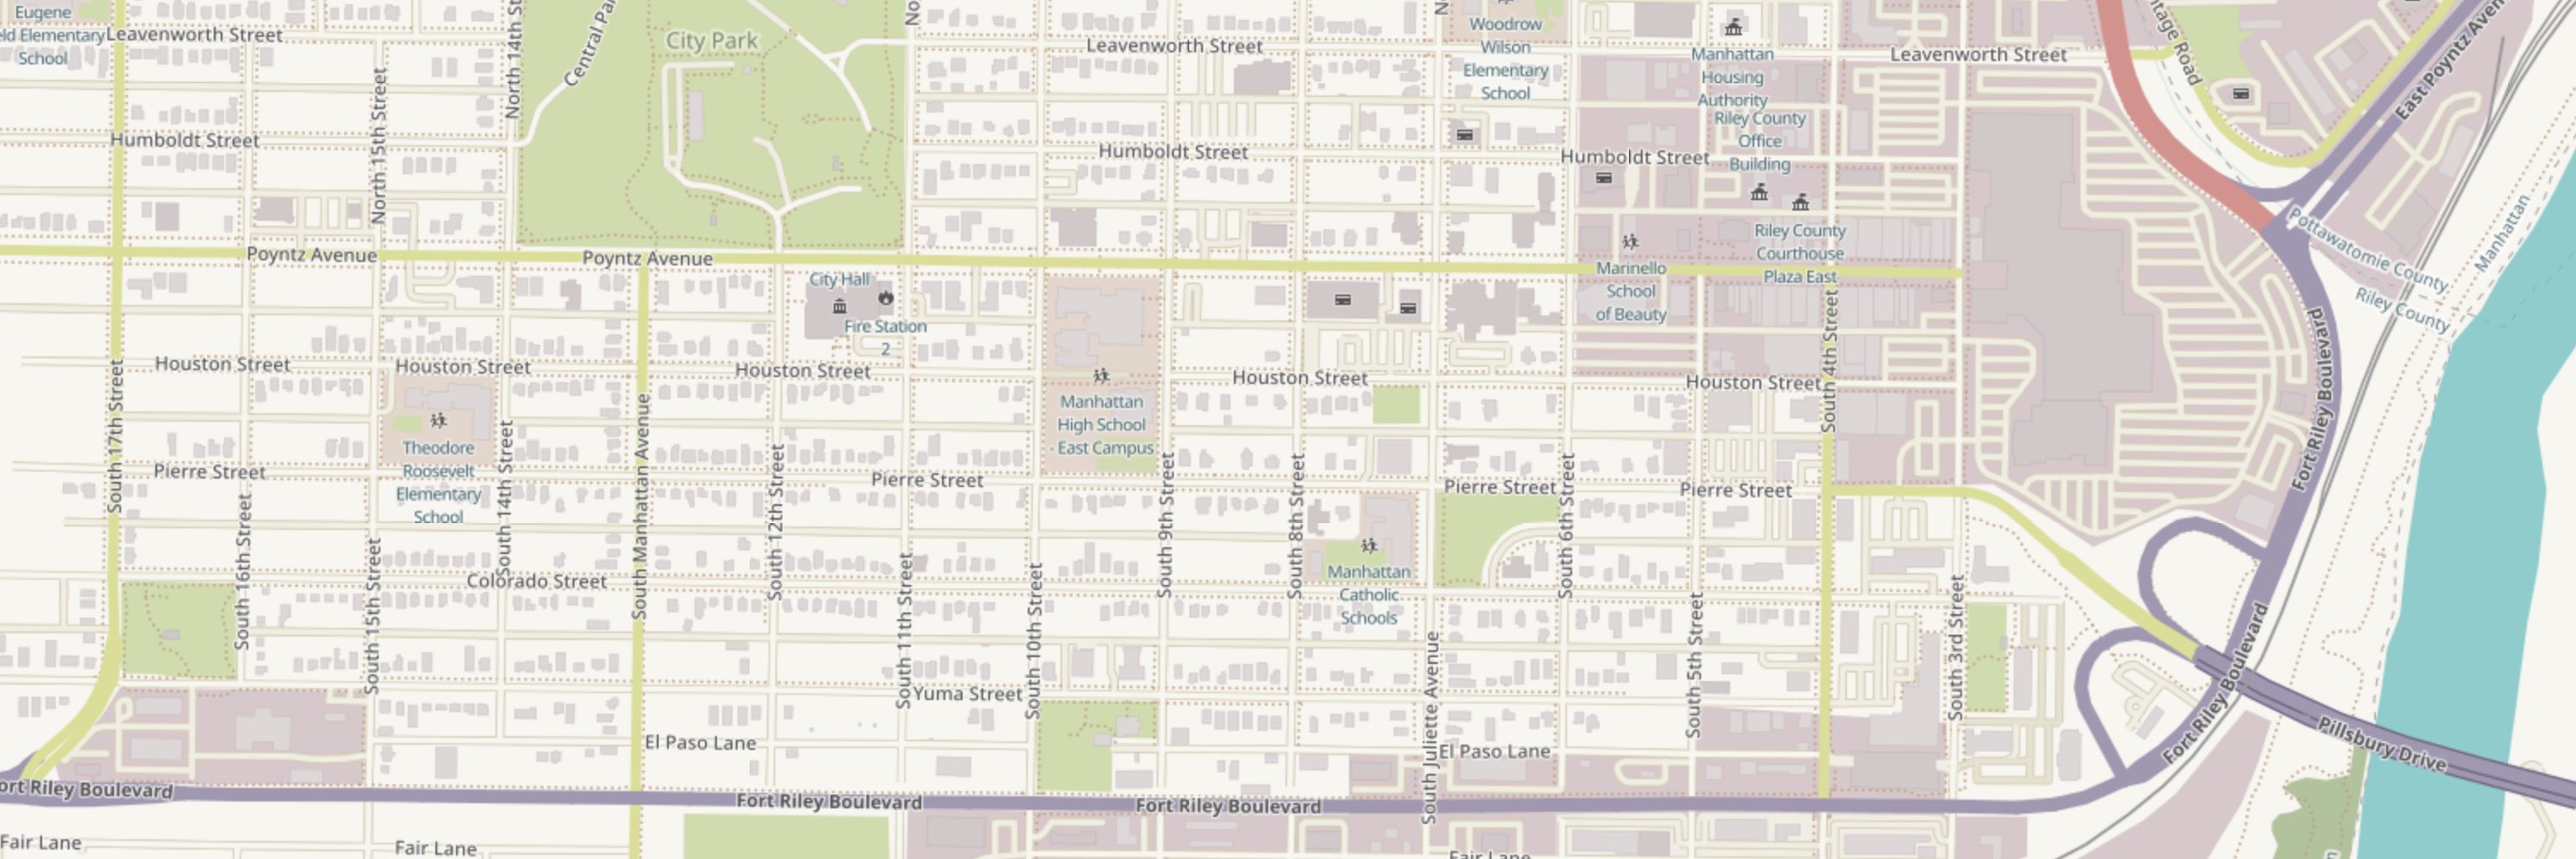 Eugene
ld Elementary
School
Leavenworth Street
North 14th St
Central Par
City Park
No
Leavenworth Street
N
Woodrow
Wilson
Elementary
School
Manhattan
Housing
Authority
Leavenworth Street
itage Road
East Poyntz Aven
Humboldt Street
North 15th Street
Humboldt Street
Humboldt Street
Riley County
Office
Building
Poyntz Avenue
Poyntz Avenue
City Hall
Fire Station
2
Marinello
School
of Beauty
Riley County
Courthouse
Plaza East
Pottawatomie County
Riley County
Manhattan
Houston Street
Houston Street
Houston Street
Houston Street
Houston Street
South 17th Street
Theodore
Roosevelt
Elementary
School
South 14th Street
South Manhattan Avenue
Manhattan
High School
- East Campus
South 4th Street
Fort Riley Boulevard
Pierre Street
Pierre Street
Pierre Street
Pierre Street
South 16th Street
South 15th Street
South 12th Street
South 11th Street
South 10th Street
South 9th Street
South 8th Street
South 6th Street
Colorado Street
Manhattan
Catholic
Schools
South Juliette Avenue
South 5th Street
South 3rd Street
Yuma Street
El Paso Lane
El Paso Lane
Fort Riley Boulevard
Pillsbury Drive
ort Riley Boulevard
Fort Riley Boulevard
Fort Riley Boulevard
Fair Lane
Fair Lane
Fair Lane